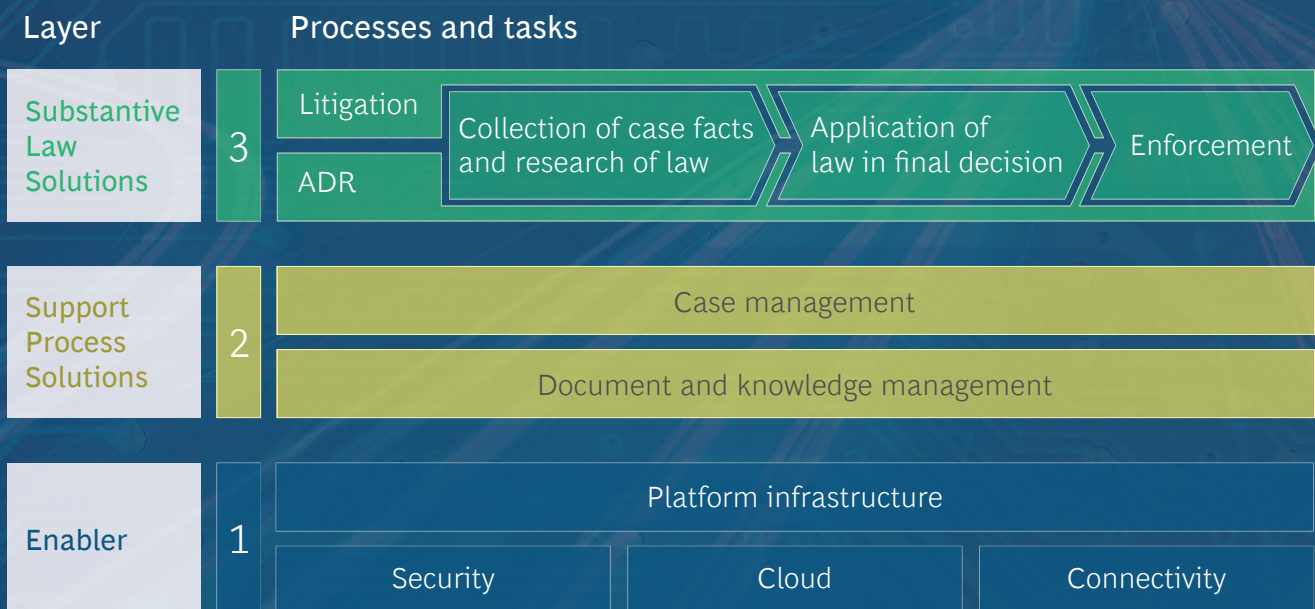 Layer
Processes and tasks
Substantive
Law
Solutions
3
Litigation
ADR
Collection of case facts
and research of law
Application of
law in final decision
Enforcement
Support
Process
Solutions
2
Case management
Document and knowledge management
Enabler
1
Platform infrastructure
Security
Cloud
Connectivity